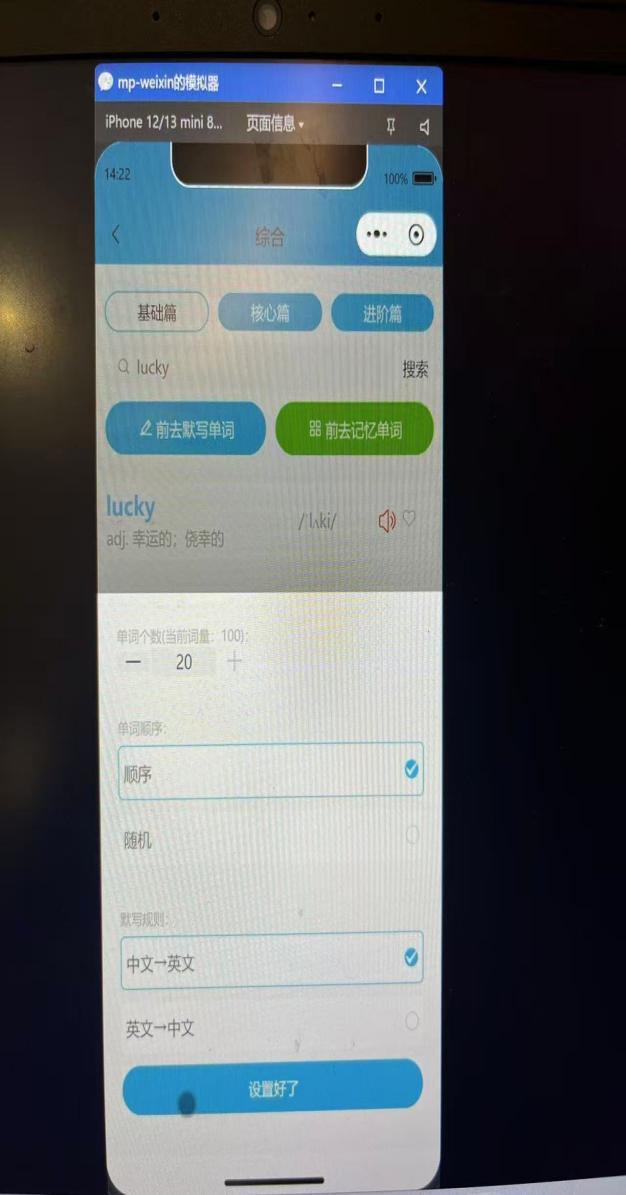 mp-weixin的模拟器
iPhone 12/13 mini 8... 页面信息
14:22 100%
综合
基础篇 核心篇 进阶篇
lucky 搜索
前去默写单词 前去记忆单词
lucky
/ˈlʌki/
adj. 幸运的；侥幸的
单词个数(当前词量：100):
20
单词顺序:
顺序
随机
默写规则:
中文→英文
英文→中文
设置好了